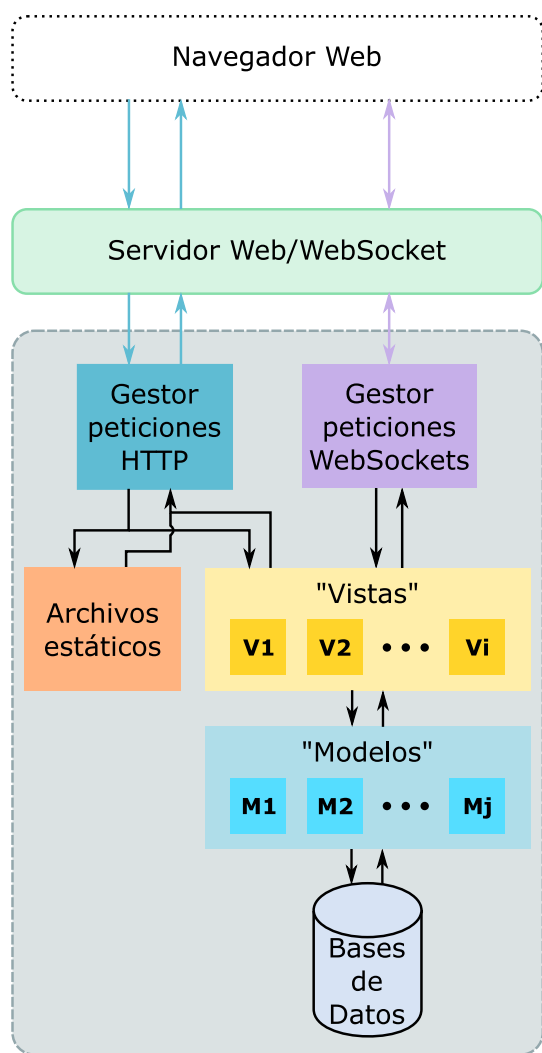 Navegador Web
Servidor Web/WebSocket
Gestor
peticiones
HTTP
Gestor
peticiones
WebSockets
Archivos
estáticos
"Vistas"
V1 V2 ••• Vi
"Modelos"
M1 M2 ••• Mj
Bases
de
Datos